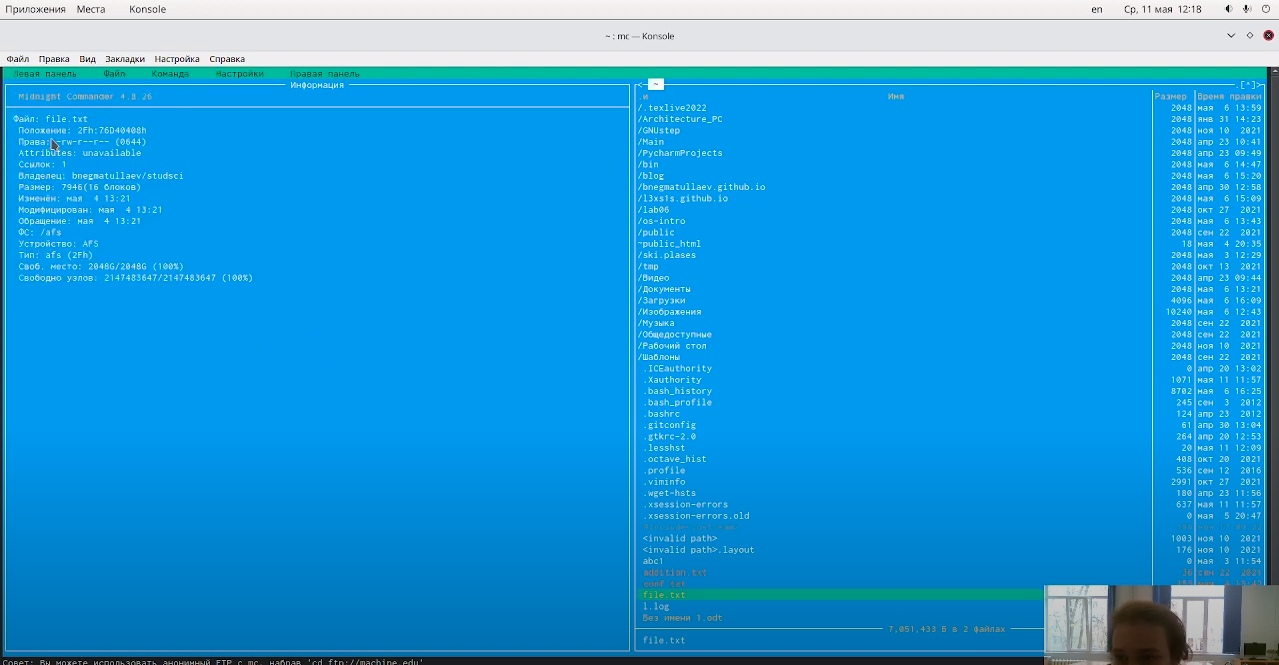 Приложения Места Konsole en Ср, 11 мая 12:18
~ : mc — Konsole
Файл Правка Вид Закладки Настройка Справка
Левая панель Файл Команда Настройки Правая панель
Информация
Midnight Commander 4.8.26
Файл: file.txt
Положение: 2Fh:76D40408h
Права: -rw-r--r-- (0644)
Attributes: unavailable
Ссылок: 1
Владелец: bnegmatullaev/studsci
Размер: 7946(16 блоков)
Изменён: мая 4 13:21
Модифицирован: мая 4 13:21
Обращение: мая 4 13:21
ФС: /afs
Устройство: AFS
Тип: afs (2Fh)
Своб. место: 2048G/2048G (100%)
Свободно узлов: 2147483647/2147483647 (100%)
<─ ~ .[^]>
.и Имя Размер Время правки
/.texlive2022 2048 мая 6 13:59
/Architecture_PC 2048 янв 31 14:23
/GNUstep 2048 ноя 10 2021
/Main 2048 апр 23 10:41
/PycharmProjects 2048 апр 23 09:49
/bin 2048 мая 6 14:47
/blog 2048 мая 6 15:20
/bnegmatullaev.github.io 2048 апр 30 12:58
/l3xs1s.github.io 2048 мая 6 15:09
/lab06 2048 окт 27 2021
/os-intro 2048 мая 6 13:43
/public 2048 сен 22 2021
~public_html 18 мая 4 20:35
/ski.plases 2048 мая 3 12:29
/tmp 2048 окт 13 2021
/Видео 2048 апр 23 09:44
/Документы 2048 мая 6 13:21
/Загрузки 4096 мая 6 16:09
/Изображения 10240 мая 6 12:43
/Музыка 2048 сен 22 2021
/Общедоступные 2048 сен 22 2021
/Рабочий стол 2048 ноя 10 2021
/Шаблоны 2048 сен 22 2021
.ICEauthority 0 апр 20 13:02
.Xauthority 1071 мая 11 11:57
.bash_history 8702 мая 6 16:25
.bash_profile 245 сен 3 2012
.bashrc 124 апр 23 2012
.gitconfig 61 апр 30 13:04
.gtkrc-2.0 264 апр 20 12:53
.lesshst 20 мая 11 12:09
.octave_hist 408 окт 20 2021
.profile 536 сен 12 2016
.viminfo 2991 окт 27 2021
.wget-hsts 180 апр 23 11:56
.xsession-errors 637 мая 11 11:57
.xsession-errors.old 0 мая 5 20:47
<invalid path> 1003 ноя 10 2021
<invalid path>.layout 176 ноя 10 2021
abc1 0 мая 3 11:54
addition.txt 36 сен 22 2021
conf.txt
file.txt
l.log
Без имени 1.odt
7,051,433 Б в 2 файлах
file.txt
Совет: Вы можете использовать анонимный FTP с mc, набрав 'cd ftp://machine.edu'